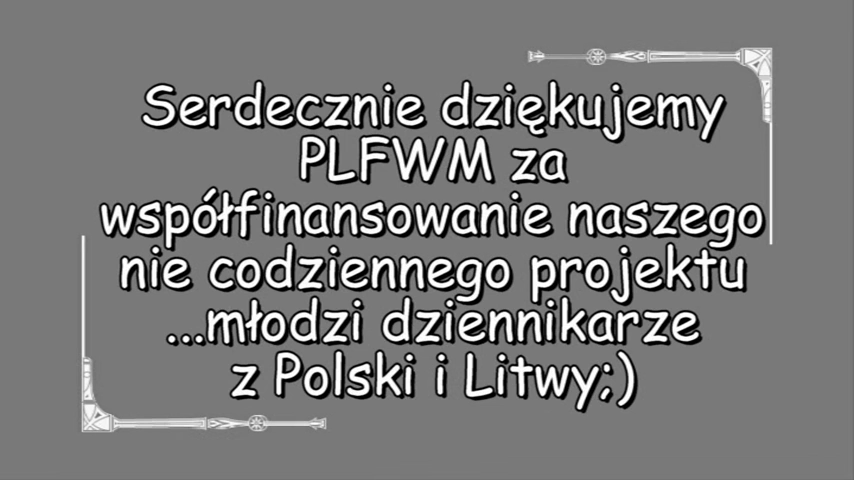 Serdecznie dziękujemy
PLFWM za
współfinansowanie naszego
nie codziennego projektu
...młodzi dziennikarze
z Polski i Litwy;)